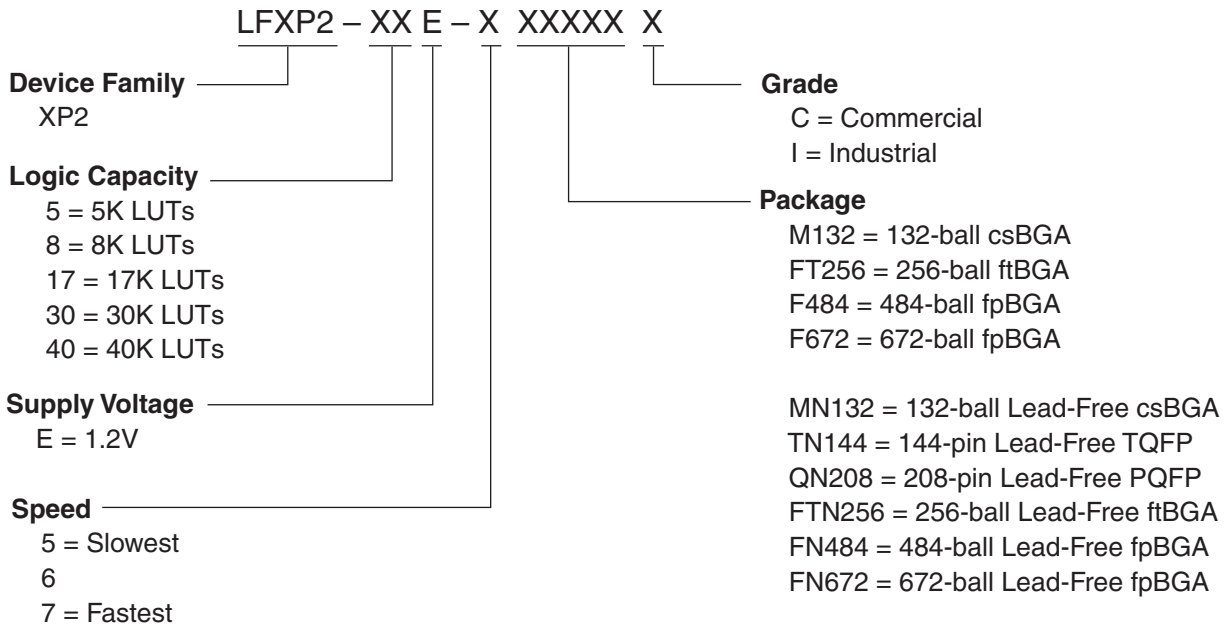 LFXP2 – XX E – X XXXXX X
Device Family
XP2
Logic Capacity
5 = 5K LUTs
8 = 8K LUTs
17 = 17K LUTs
30 = 30K LUTs
40 = 40K LUTs
Supply Voltage
E = 1.2V
Speed
5 = Slowest
6
7 = Fastest
Grade
C = Commercial
I = Industrial
Package
M132 = 132-ball csBGA
FT256 = 256-ball ftBGA
F484 = 484-ball fpBGA
F672 = 672-ball fpBGA
MN132 = 132-ball Lead-Free csBGA
TN144 = 144-pin Lead-Free TQFP
QN208 = 208-pin Lead-Free PQFP
FTN256 = 256-ball Lead-Free ftBGA
FN484 = 484-ball Lead-Free fpBGA
FN672 = 672-ball Lead-Free fpBGA